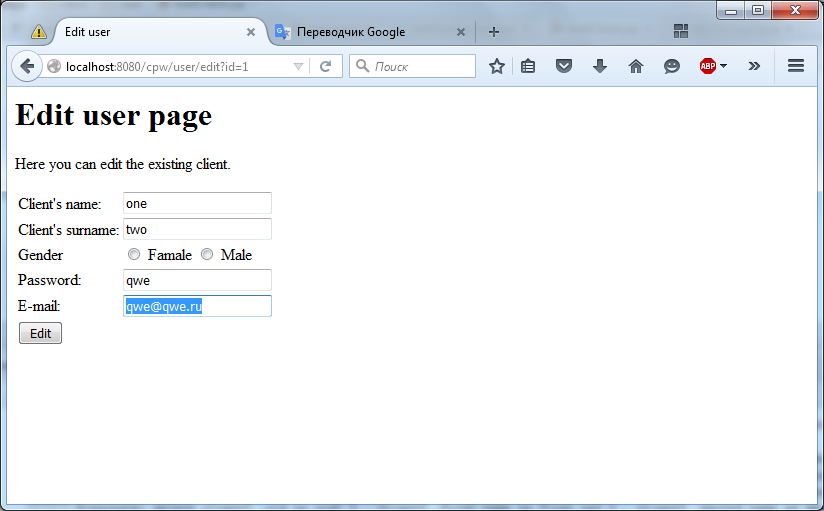 Edit user
Переводчик Google
localhost:8080/cpw/user/edit?id=1
Поиск
ABP
Edit user page
Here you can edit the existing client.
Client's name: one
Client's surname: two
Gender Famale Male
Password: qwe
E-mail: qwe@qwe.ru
Edit